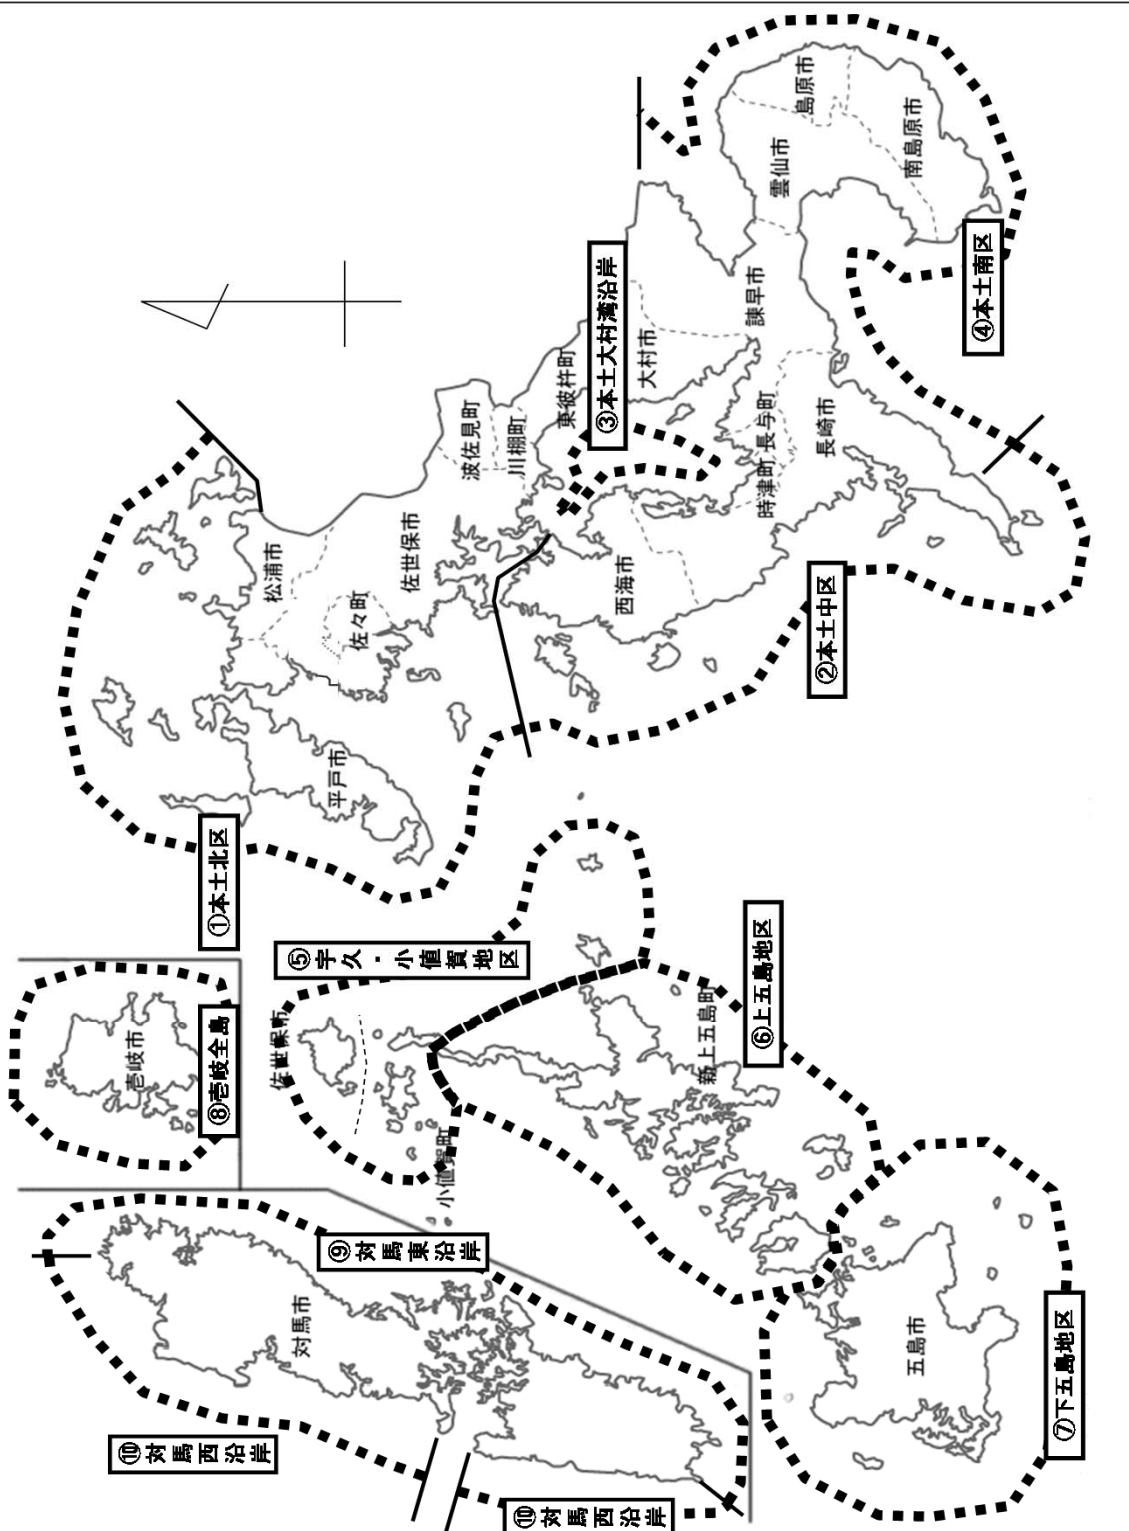 ①本土北区
②本土中区
③本土大村湾沿岸
④本土南区
⑤宇久・小値賀地区
⑥上五島地区
⑦下五島地区
⑧壱岐全島
⑨対馬東沿岸
⑩対馬西沿岸
⑩対馬西沿岸
島原市
南島原市
雲仙市
諫早市
大村市
東彼杵町
川棚町
波佐見町
長与町
時津町
長崎市
西海市
佐世保市
佐々町
松浦市
平戸市
壱岐市
佐世保市
小値賀町
新上五島町
対馬市
五島市